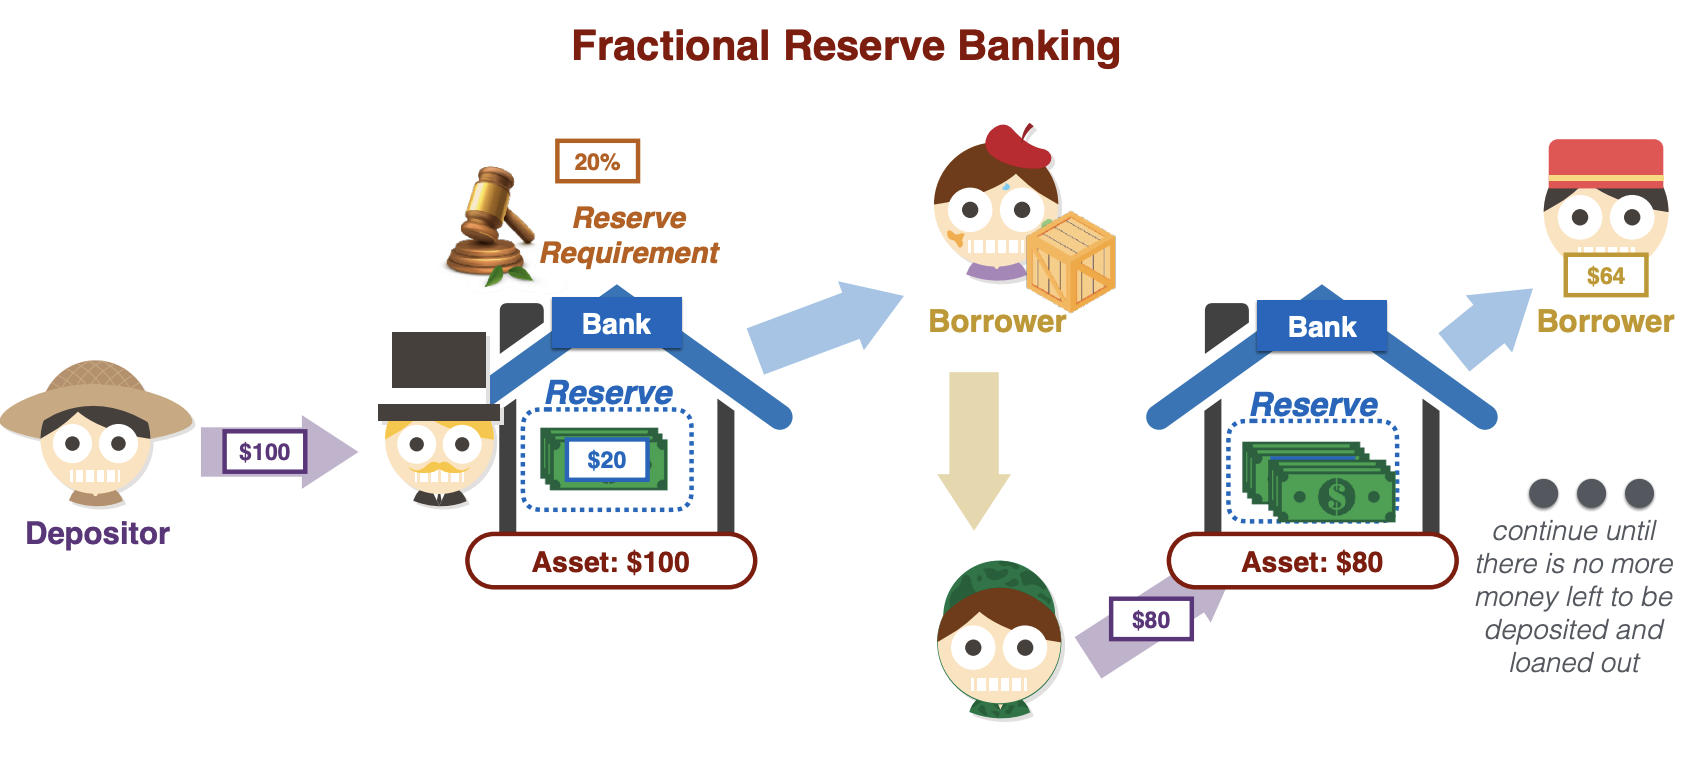 Fractional Reserve Banking
20%
Reserve
Requirement
Bank
Reserve
$20
Asset: $100
$100
Depositor
Borrower
$80
Bank
Reserve
$
Asset: $80
$64
Borrower
continue until
there is no more
money left to be
deposited and
loaned out